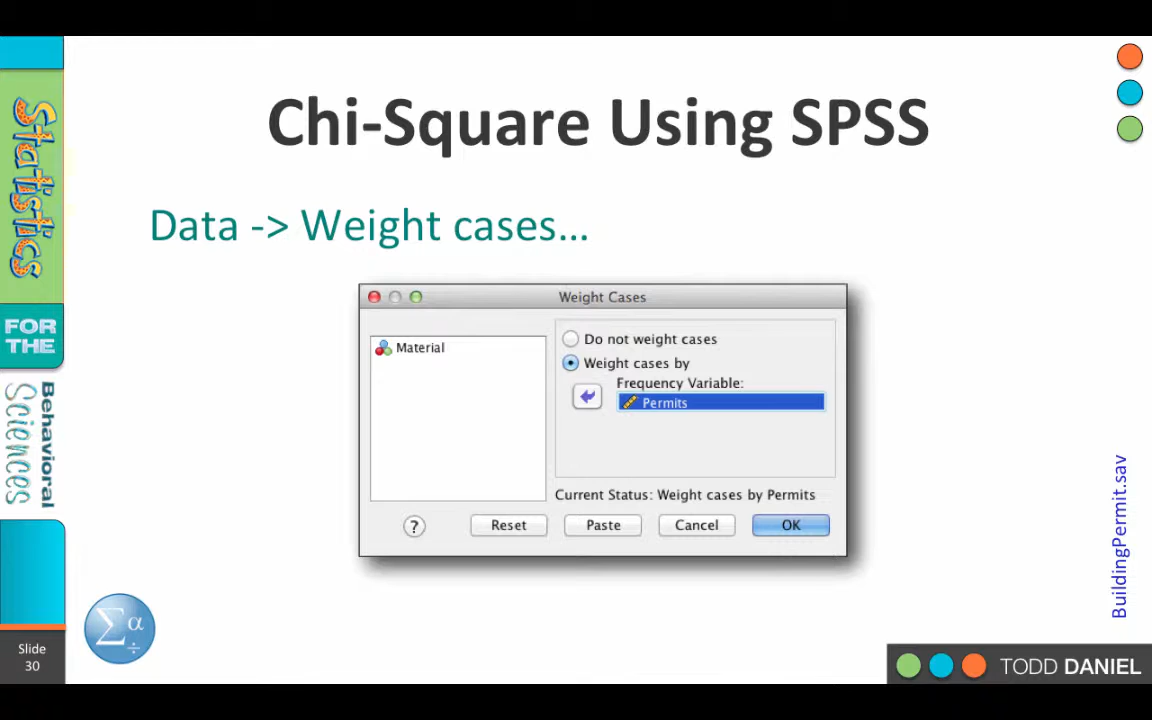 Chi-Square Using SPSS
Data -> Weight cases...
Weight Cases
Material
Do not weight cases
Weight cases by
Frequency Variable:
Permits
Current Status: Weight cases by Permits
?
Reset
Paste
Cancel
OK
Statistics
FOR
THE
Behavioral
Sciences
Σα
÷
Slide
30
BuildingPermit.sav
TODD DANIEL